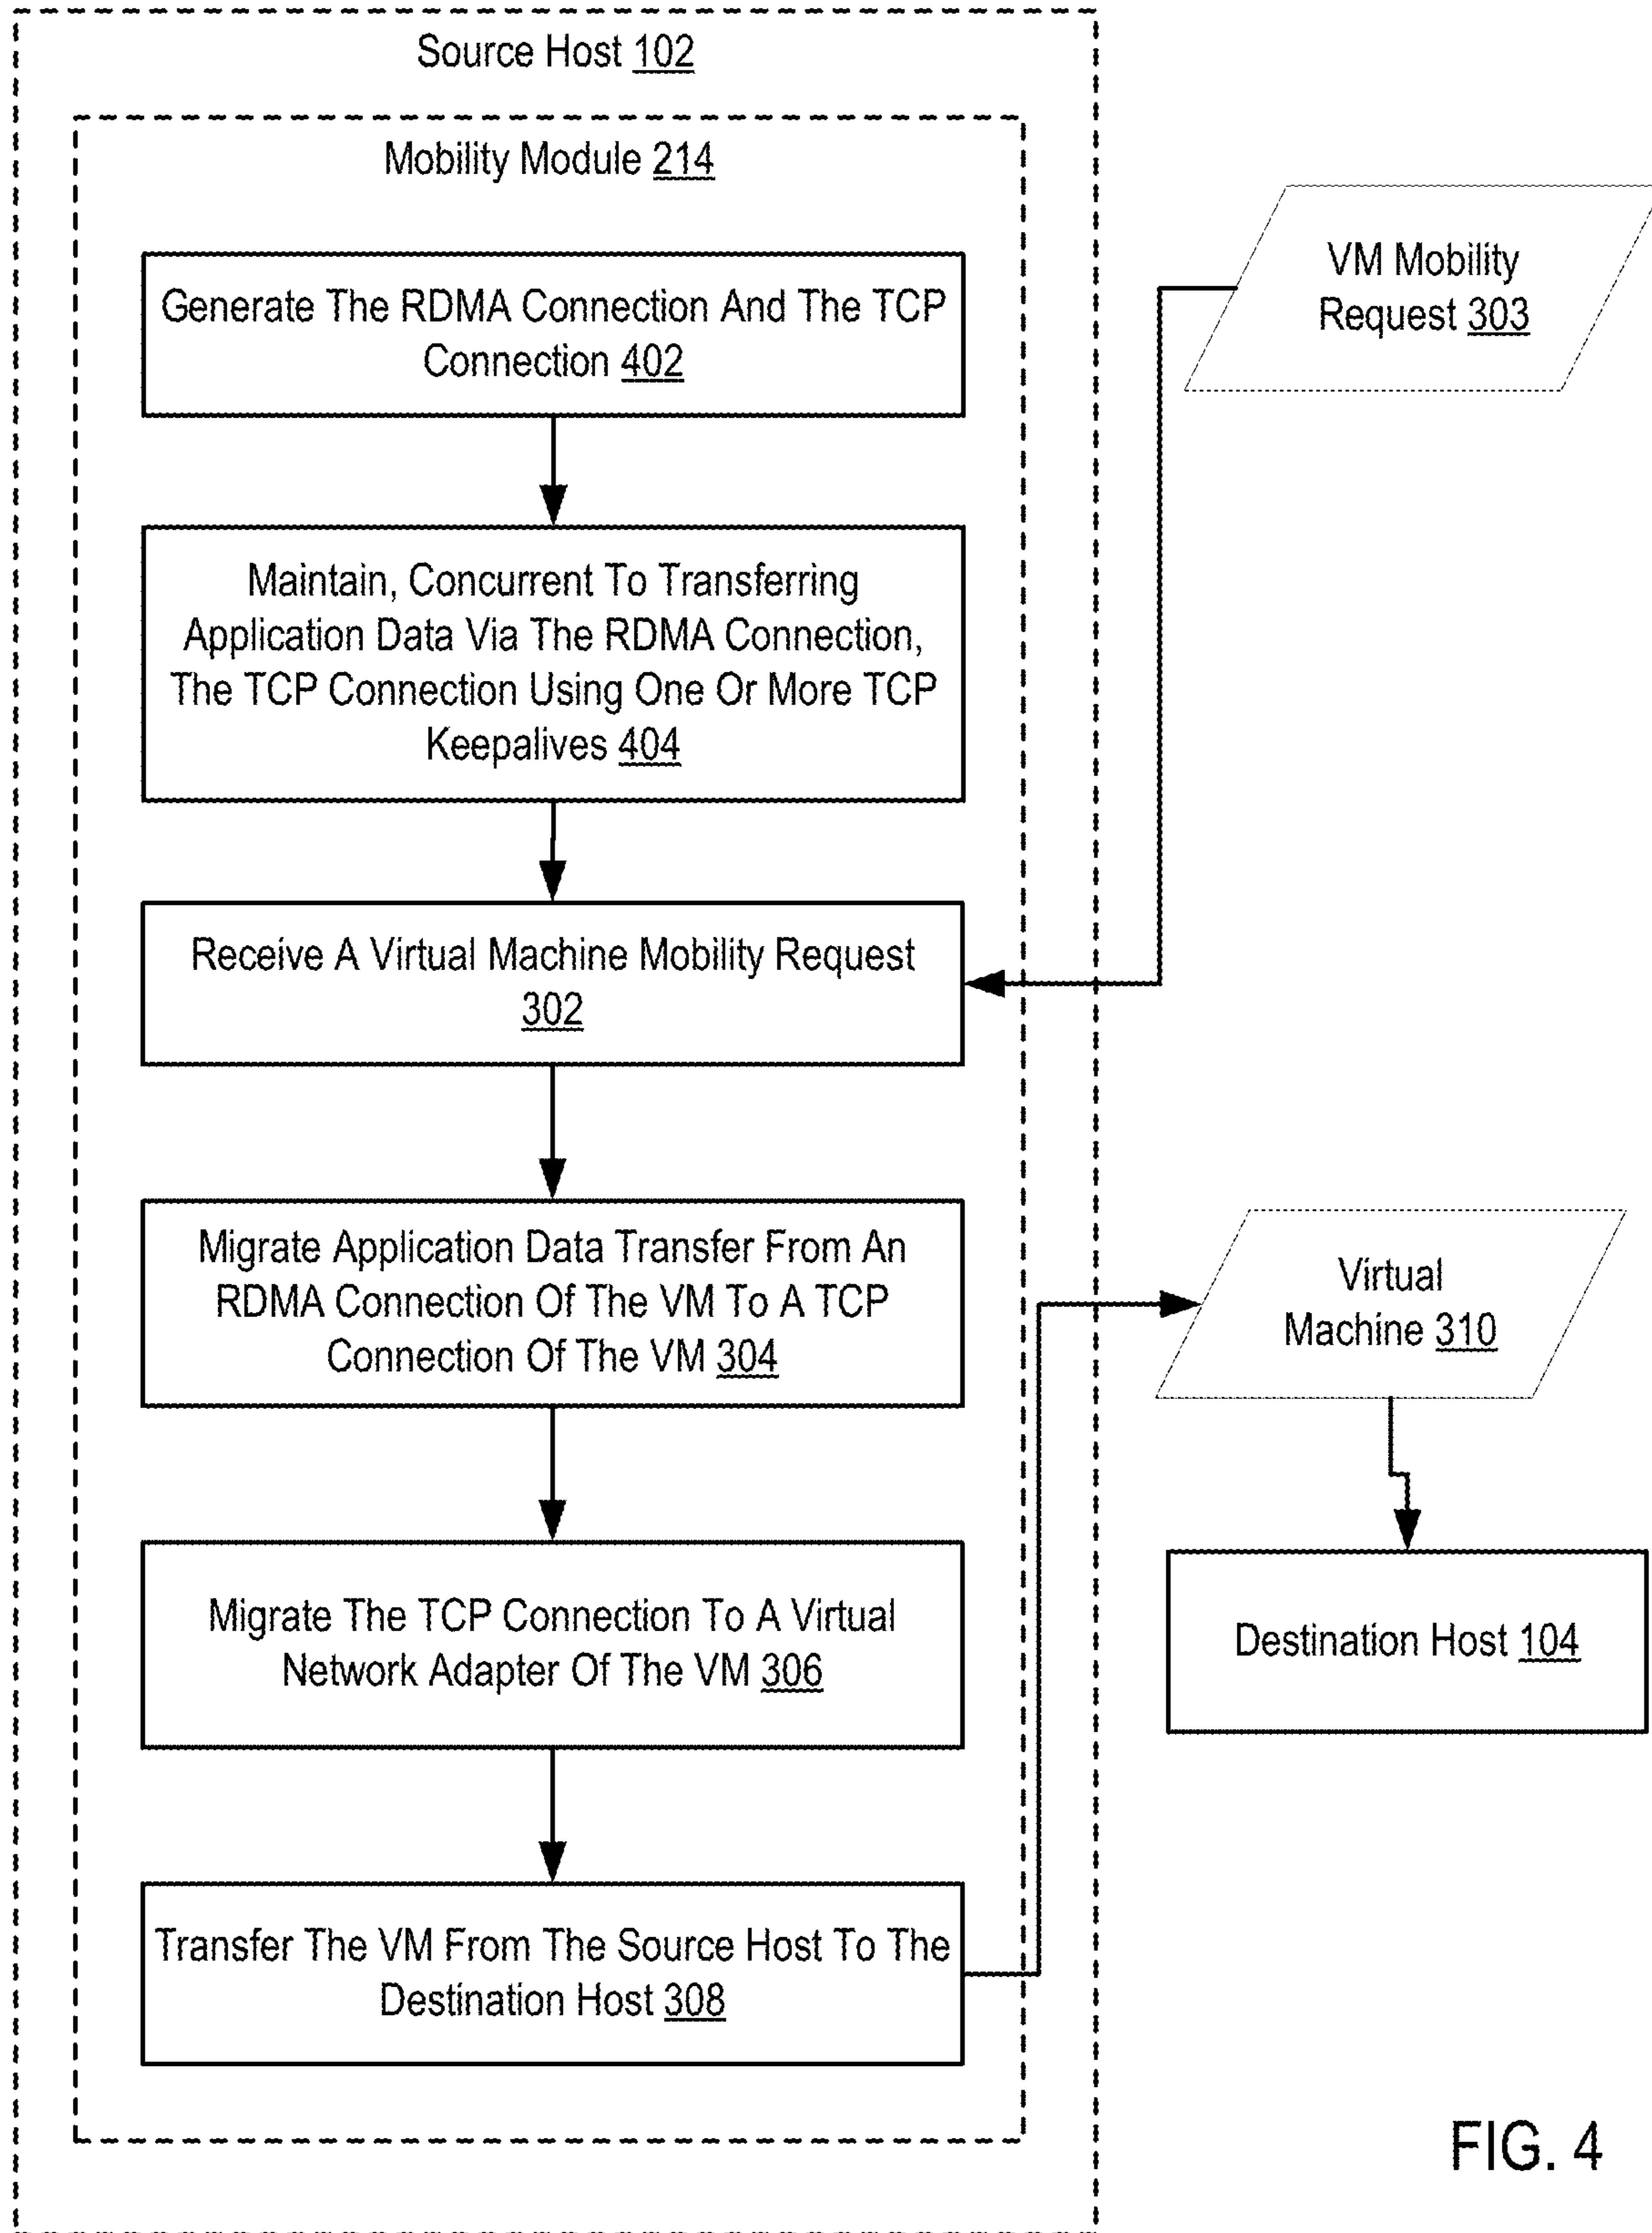 Source Host 102
Mobility Module 214
Generate The RDMA Connection And The TCP
Connection 402
Maintain, Concurrent To Transferring
Application Data Via The RDMA Connection,
The TCP Connection Using One Or More TCP
Keepalives 404
Receive A Virtual Machine Mobility Request
302
Migrate Application Data Transfer From An
RDMA Connection Of The VM To A TCP
Connection Of The VM 304
Migrate The TCP Connection To A Virtual
Network Adapter Of The VM 306
Transfer The VM From The Source Host To The
Destination Host 308
VM Mobility
Request 303
Virtual
Machine 310
Destination Host 104
FIG. 4